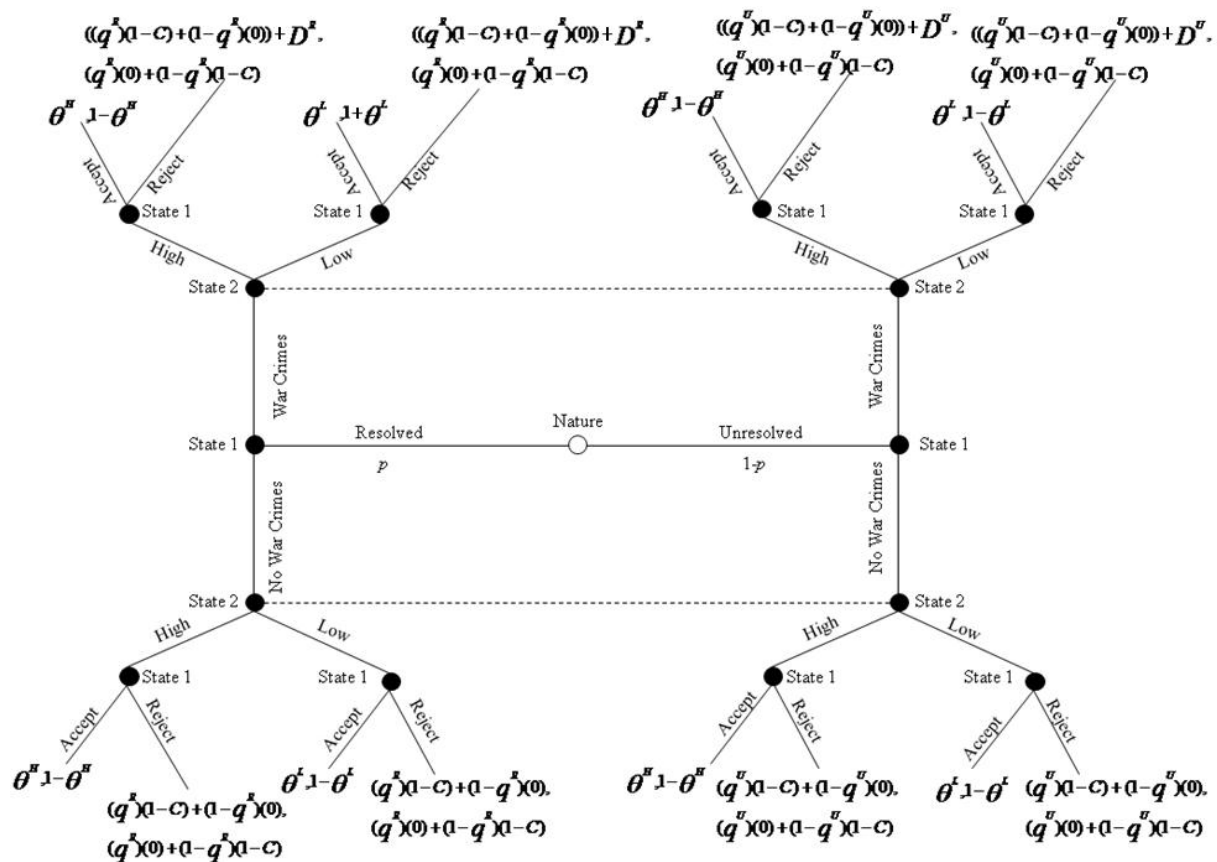 ((q^R)(1−C)+(1−q^R)(0))+D^R,
((q^R)(1−C)+(1−q^R)(0))+D^R,
((q^U)(1−C)+(1−q^U)(0))+D^U,
((q^U)(1−C)+(1−q^U)(0))+D^U,
(q^R)(0)+(1−q^R)(1−C)
(q^R)(0)+(1−q^R)(1−C)
(q^U)(0)+(1−q^U)(1−C)
(q^U)(0)+(1−q^U)(1−C)
θ^H,1−θ^H
θ^L,1+θ^L
θ^H,1−θ^H
θ^L,1−θ^L
Accept
Reject
Accept
Reject
Accept
Reject
Accept
Reject
State 1
State 1
State 1
State 1
High
Low
High
Low
State 2
State 2
War Crimes
War Crimes
Nature
Resolved
Unresolved
State 1
State 1
p
1-p
No War Crimes
No War Crimes
State 2
State 2
High
Low
High
Low
State 1
State 1
State 1
State 1
Accept
Reject
Accept
Reject
Accept
Reject
Accept
Reject
θ^H,1−θ^H
θ^L,1−θ^L
θ^H,1−θ^H
θ^L,1−θ^L
(q^R)(1−C)+(1−q^R)(0),
(q^R)(0)+(1−q^R)(1−C)
(q^R)(1−C)+(1−q^R)(0),
(q^R)(0)+(1−q^R)(1−C)
(q^U)(1−C)+(1−q^U)(0),
(q^U)(0)+(1−q^U)(1−C)
(q^U)(1−C)+(1−q^U)(0),
(q^U)(0)+(1−q^U)(1−C)